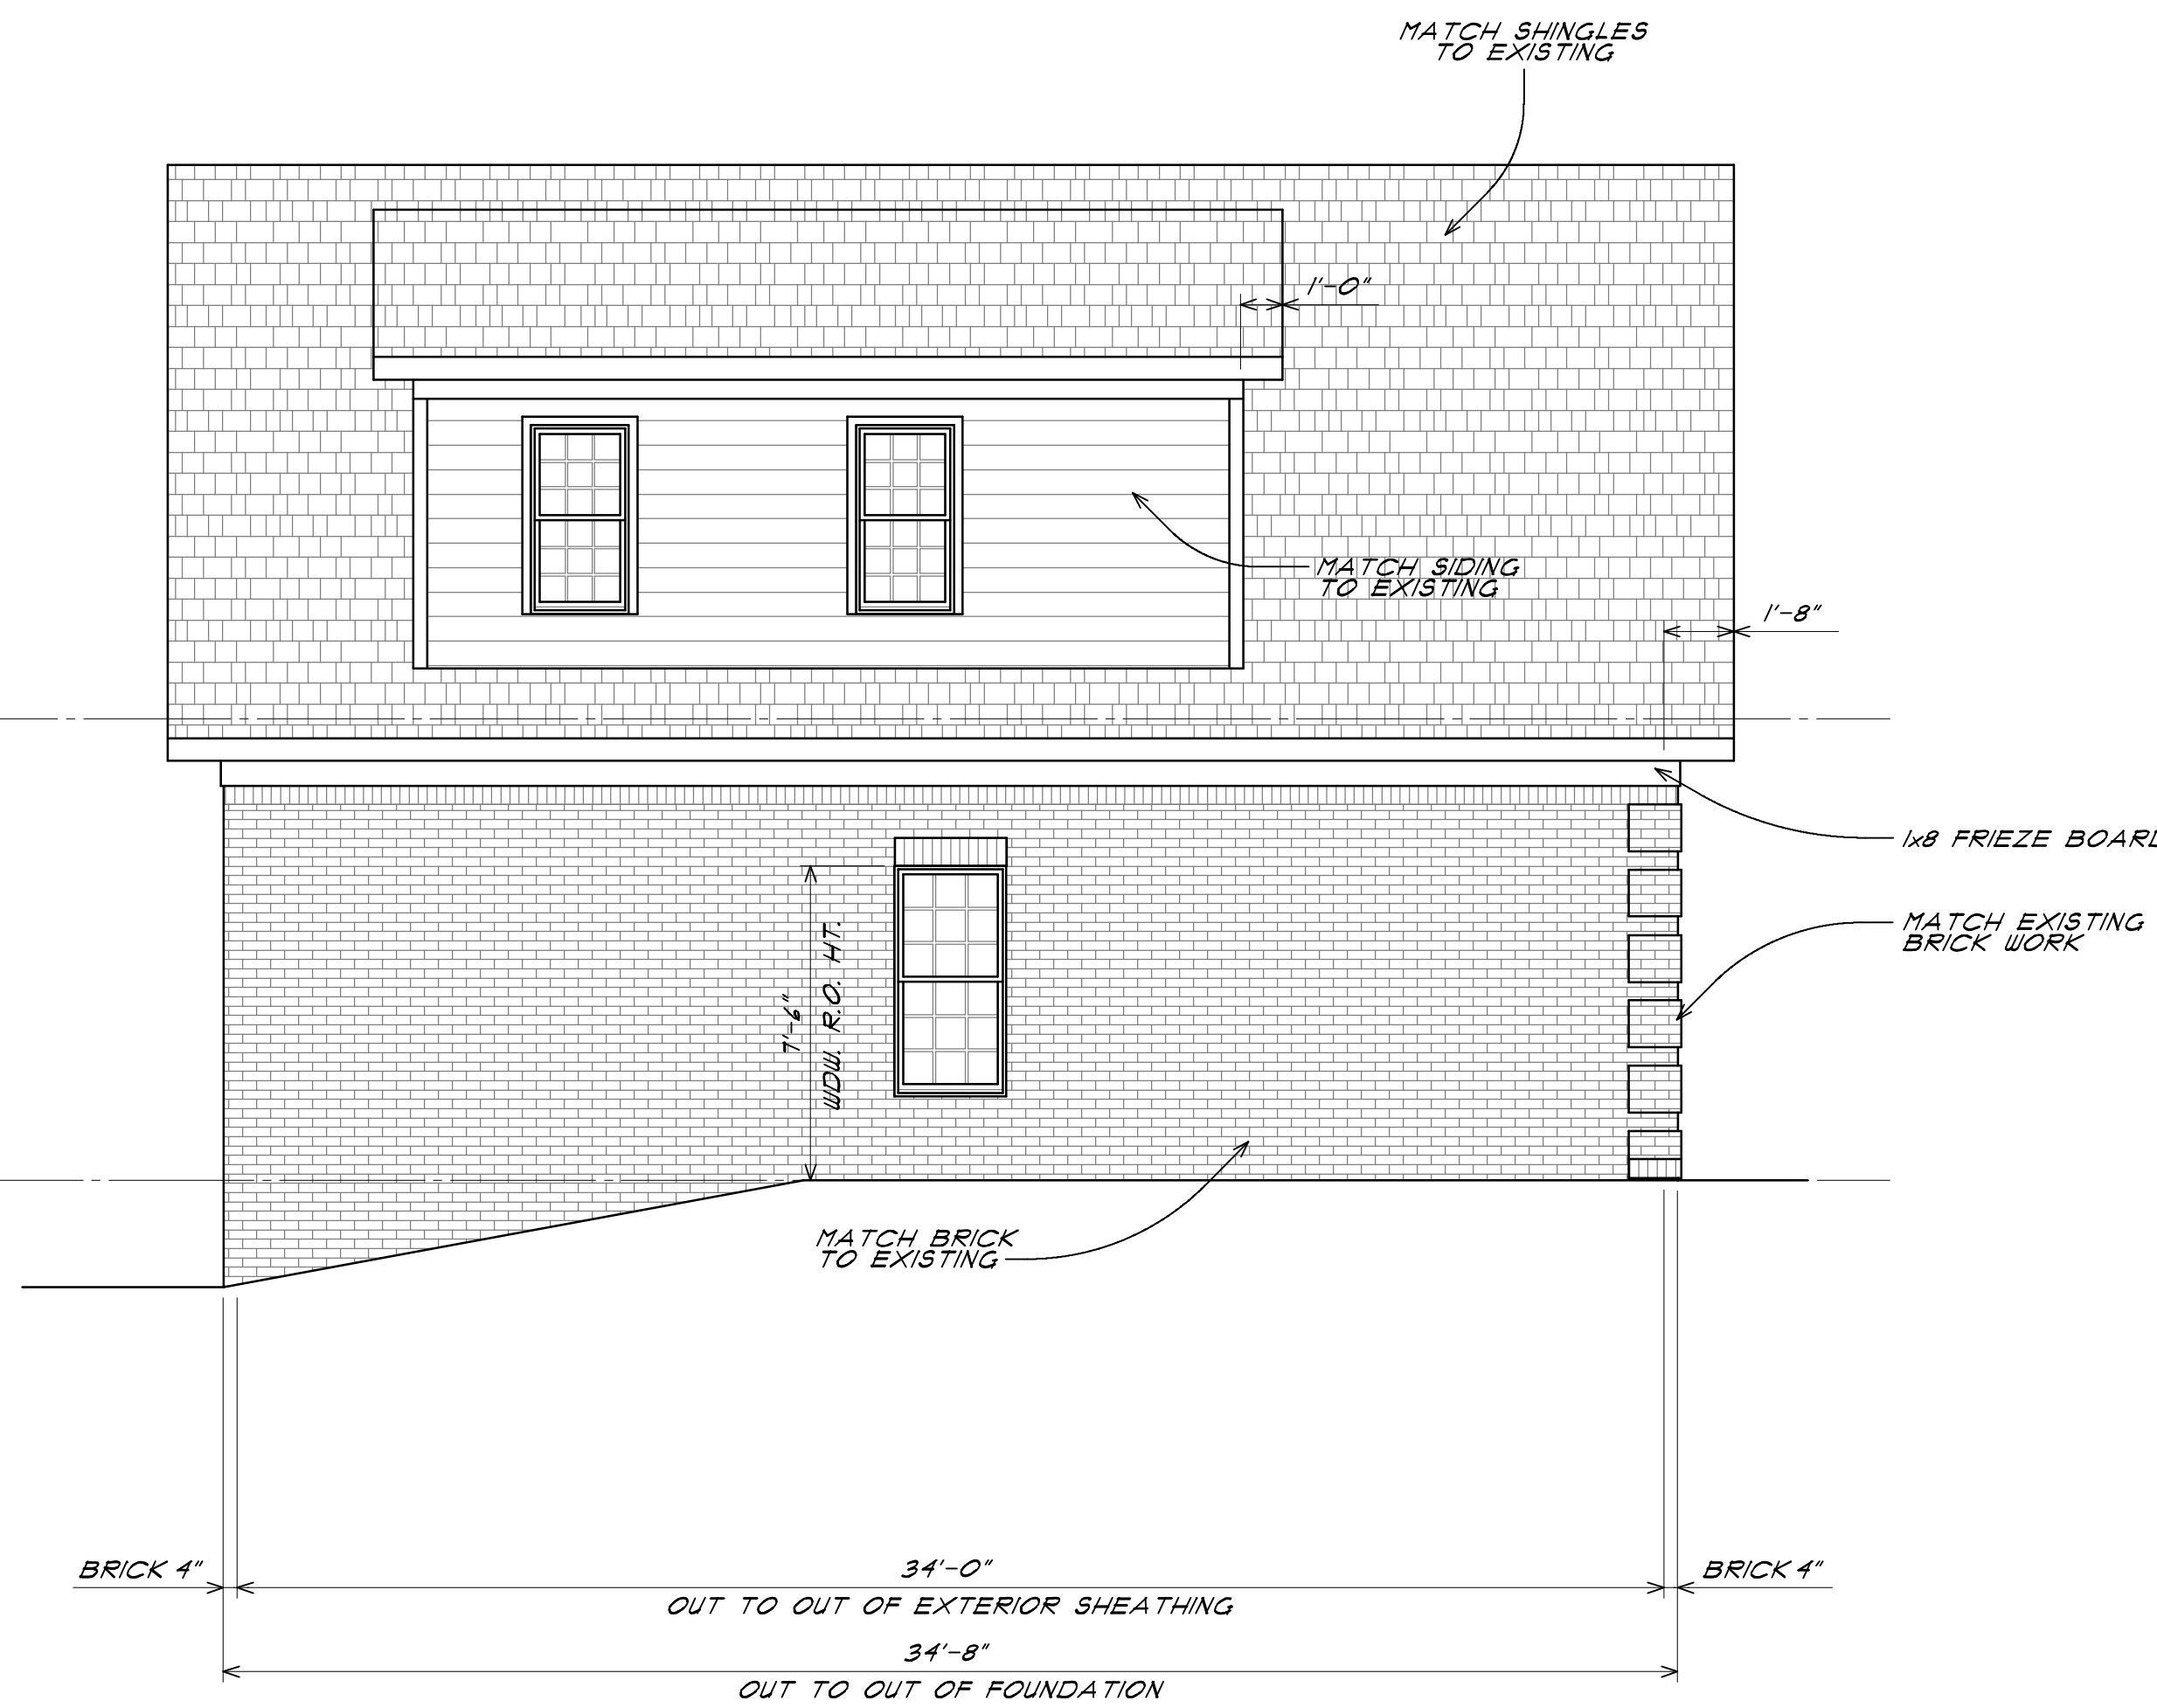 MATCH SHINGLES
TO EXISTING
1'-0"
MATCH SIDING
TO EXISTING
1'-8"
1x8 FRIEZE BOARD
MATCH EXISTING
BRICK WORK
7'-6"
WDW. R.O. HT.
MATCH BRICK
TO EXISTING
BRICK 4"
34'-0"
BRICK 4"
OUT TO OUT OF EXTERIOR SHEATHING
34'-8"
OUT TO OUT OF FOUNDATION